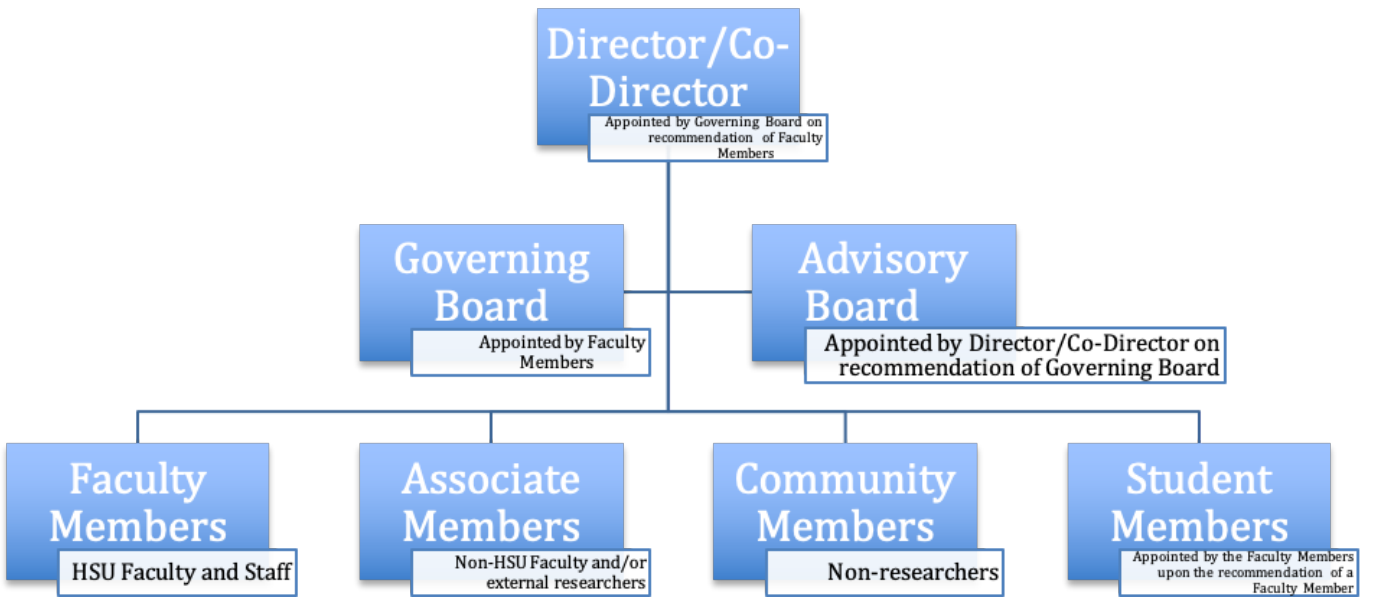 Director/Co-
Director
Appointed by Governing Board on
recommendation of Faculty
Members
Governing
Board
Appointed by Faculty
Members
Advisory
Board
Appointed by Director/Co-Director on
recommendation of Governing Board
Faculty
Members
HSU Faculty and Staff
Associate
Members
Non-HSU Faculty and/or
external researchers
Community
Members
Non-researchers
Student
Members
Appointed by the Faculty Members
upon the recommendation of a
Faculty Member